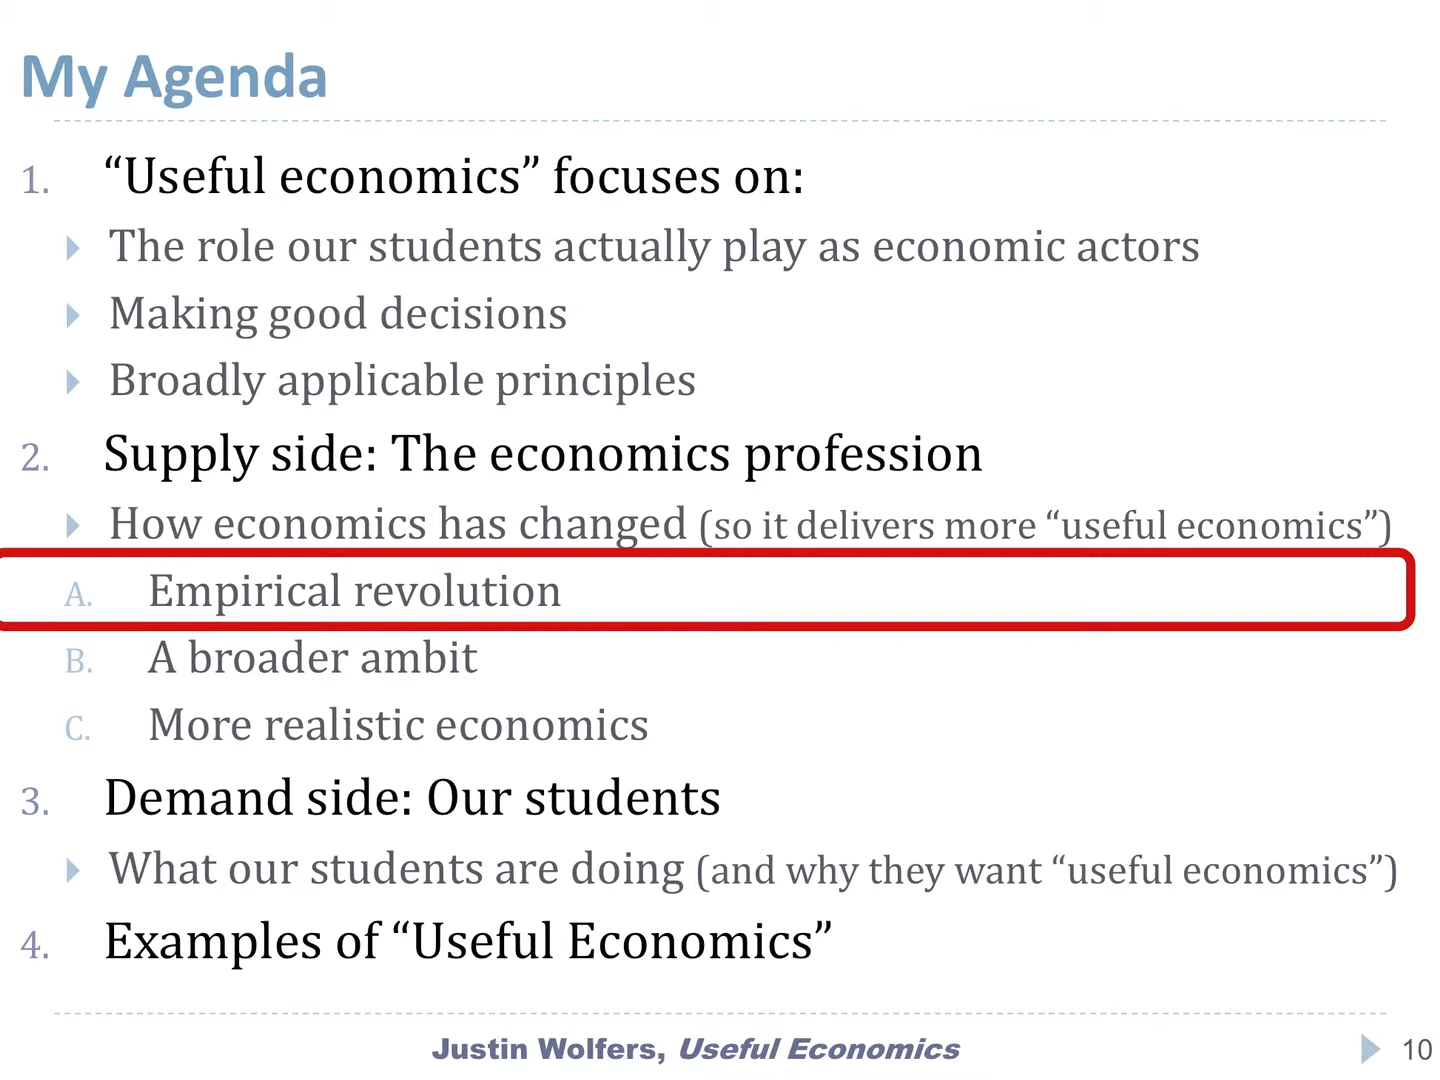 My Agenda
1. “Useful economics” focuses on:
The role our students actually play as economic actors
Making good decisions
Broadly applicable principles
2. Supply side: The economics profession
How economics has changed (so it delivers more “useful economics”)
A. Empirical revolution
B. A broader ambit
C. More realistic economics
3. Demand side: Our students
What our students are doing (and why they want “useful economics”)
4. Examples of “Useful Economics”
Justin Wolfers, Useful Economics
10